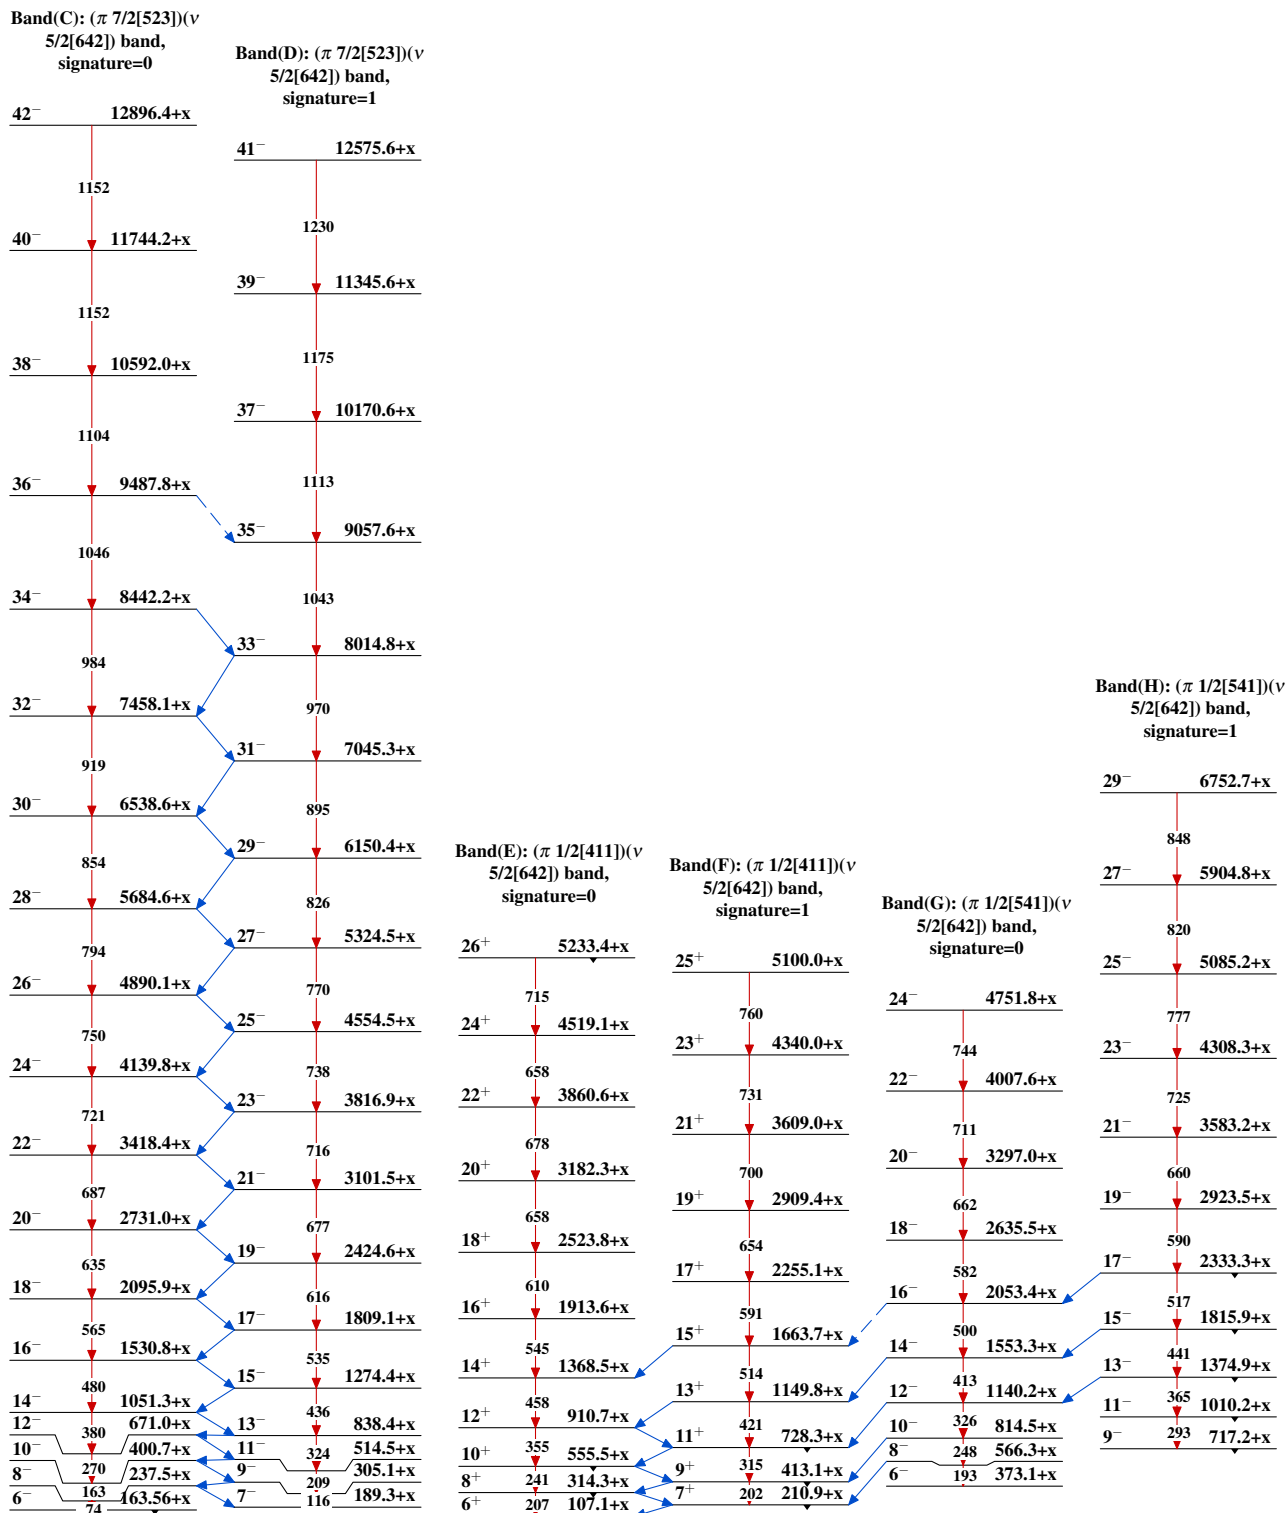 Band(C): (π 7/2[523])(ν
5/2[642]) band,
signature=0
42⁻ 12896.4+x
1152
40⁻ 11744.2+x
1152
38⁻ 10592.0+x
1104
36⁻ 9487.8+x
1046
34⁻ 8442.2+x
984
32⁻ 7458.1+x
919
30⁻ 6538.6+x
854
28⁻ 5684.6+x
794
26⁻ 4890.1+x
750
24⁻ 4139.8+x
721
22⁻ 3418.4+x
687
20⁻ 2731.0+x
635
18⁻ 2095.9+x
565
16⁻ 1530.8+x
480
14⁻ 1051.3+x
12⁻ 671.0+x
380
10⁻ 400.7+x
270
8⁻ 237.5+x
163
6⁻ 163.56+x
74
Band(D): (π 7/2[523])(ν
5/2[642]) band,
signature=1
41⁻ 12575.6+x
1230
39⁻ 11345.6+x
1175
37⁻ 10170.6+x
1113
35⁻ 9057.6+x
1043
33⁻ 8014.8+x
970
31⁻ 7045.3+x
895
29⁻ 6150.4+x
826
27⁻ 5324.5+x
770
25⁻ 4554.5+x
738
23⁻ 3816.9+x
716
21⁻ 3101.5+x
677
19⁻ 2424.6+x
616
17⁻ 1809.1+x
535
15⁻ 1274.4+x
436
13⁻ 838.4+x
324
11⁻ 514.5+x
9⁻ 305.1+x
209
7⁻ 189.3+x
116
Band(E): (π 1/2[411])(ν
5/2[642]) band,
signature=0
26⁺ 5233.4+x
715
24⁺ 4519.1+x
658
22⁺ 3860.6+x
678
20⁺ 3182.3+x
658
18⁺ 2523.8+x
610
16⁺ 1913.6+x
545
14⁺ 1368.5+x
458
12⁺ 910.7+x
355
10⁺ 555.5+x
241
8⁺ 314.3+x
207
6⁺ 107.1+x
Band(F): (π 1/2[411])(ν
5/2[642]) band,
signature=1
25⁺ 5100.0+x
760
23⁺ 4340.0+x
731
21⁺ 3609.0+x
700
19⁺ 2909.4+x
654
17⁺ 2255.1+x
591
15⁺ 1663.7+x
514
13⁺ 1149.8+x
421
11⁺ 728.3+x
315
9⁺ 413.1+x
202
7⁺ 210.9+x
Band(G): (π 1/2[541])(ν
5/2[642]) band,
signature=0
24⁻ 4751.8+x
744
22⁻ 4007.6+x
711
20⁻ 3297.0+x
662
18⁻ 2635.5+x
582
16⁻ 2053.4+x
500
14⁻ 1553.3+x
413
12⁻ 1140.2+x
326
10⁻ 814.5+x
248
8⁻ 566.3+x
193
6⁻ 373.1+x
Band(H): (π 1/2[541])(ν
5/2[642]) band,
signature=1
29⁻ 6752.7+x
848
27⁻ 5904.8+x
820
25⁻ 5085.2+x
777
23⁻ 4308.3+x
725
21⁻ 3583.2+x
660
19⁻ 2923.5+x
590
17⁻ 2333.3+x
517
15⁻ 1815.9+x
441
13⁻ 1374.9+x
365
11⁻ 1010.2+x
293
9⁻ 717.2+x